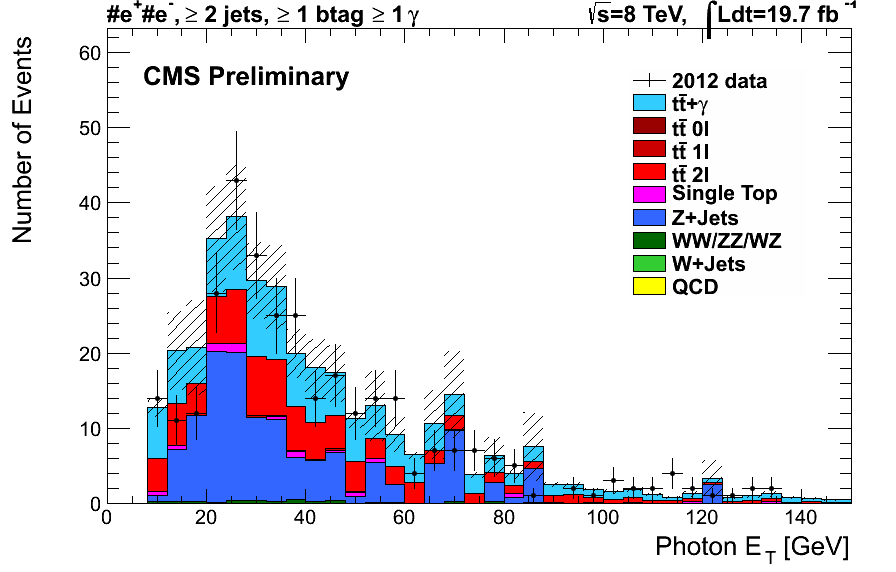 #e⁺#e⁻, ≥ 2 jets, ≥ 1 btag ≥ 1 γ √s=8 TeV, ∫Ldt=19.7 fb⁻¹
CMS Preliminary
2012 data
tt̄+γ
tt̄ 0l
tt̄ 1l
tt̄ 2l
Single Top
Z+Jets
WW/ZZ/WZ
W+Jets
QCD
Number of Events
60
50
40
30
20
10
0
0 20 40 60 80 100 120 140
Photon E_T [GeV]